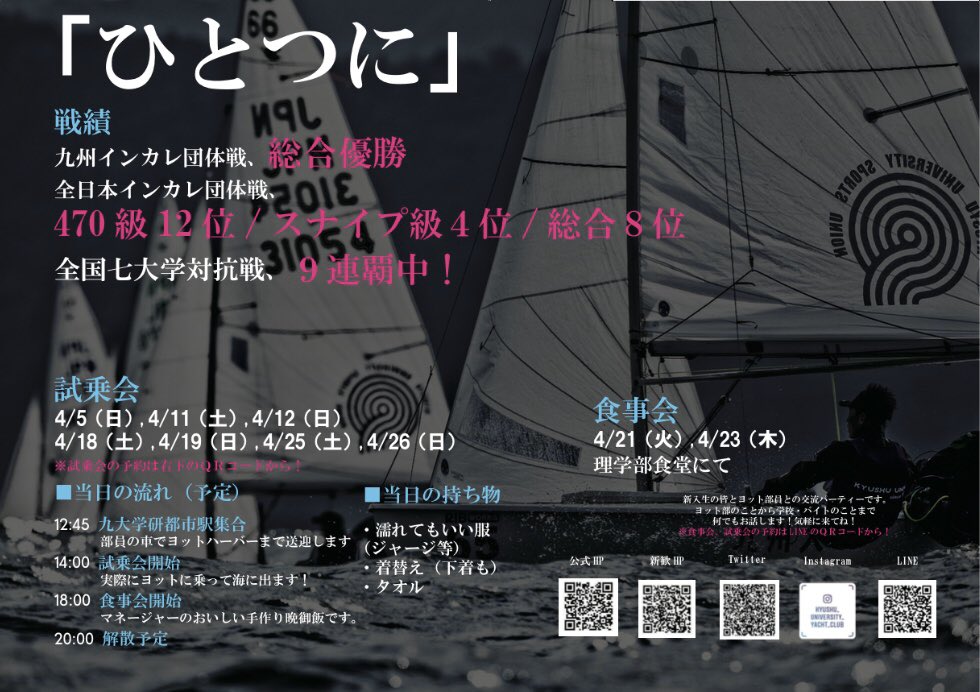 「ひとつに」
戦績
九州インカレ団体戦、総合優勝
全日本インカレ団体戦、
470級12位 / スナイプ級4位 / 総合8位
全国七大学対抗戦、9連覇中！
試乗会
4/5（日）, 4/11（土）, 4/12（日）
4/18（土）, 4/19（日）, 4/25（土）, 4/26（日）
※試乗会の予約は右下のQRコードから！
■当日の流れ（予定）
12:45 九大学研都市駅集合
部員の車でヨットハーバーまで送迎します
14:00 試乗会開始
実際にヨットに乗って海に出ます！
18:00 食事会開始
マネージャーのおいしい手作り晩御飯です。
20:00 解散予定
■当日の持ち物
・濡れてもいい服
（ジャージ等）
・着替え（下着も）
・タオル
食事会
4/21（火）, 4/23（木）
理学部食堂にて
新入生の皆とヨット部員との交流パーティーです。
ヨット部のことから学校・バイトのことまで
何でもお話します！気軽に来てね！
※食事会、試乗会の予約はLINEのQRコードから！
公式HP
新歓HP
Twitter
Instagram
LINE
KYUSHU_
UNIVERSITY_
YACHT_CLUB
66
JPN
31052
UNIVERSITY SPORTS UNION
KYUSHU U